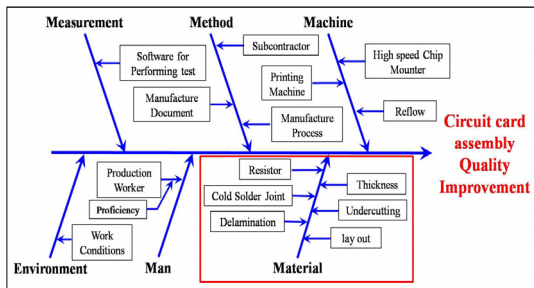 Measurement
Method
Machine
Software for
Performing test
Manufacture
Document
Subcontractor
Printing
Machine
Manufacture
Process
High speed Chip
Mounter
Reflow
Circuit card
assembly
Quality
Improvement
Production
Worker
Proficiency
Work
Conditions
Resistor
Cold Solder Joint
Delamination
Thickness
Undercutting
lay out
Environment
Man
Material